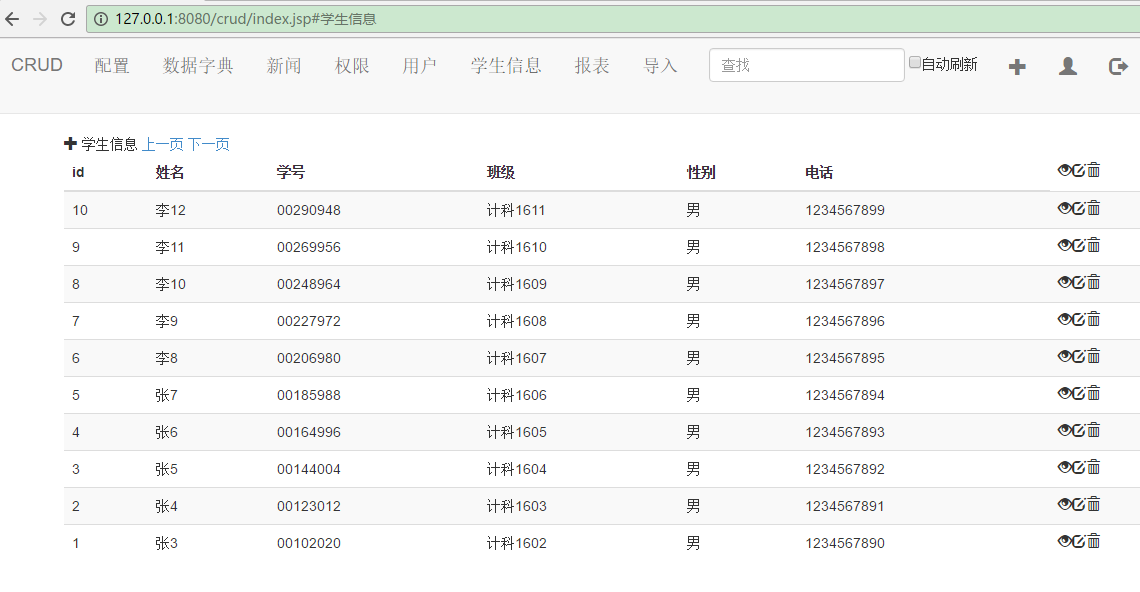 127.0.0.1:8080/crud/index.jsp#学生信息
CRUD 配置 数据字典 新闻 权限 用户 学生信息 报表 导入 查找 自动刷新
学生信息 上一页 下一页
id 姓名 学号 班级 性别 电话
10 李12 00290948 计科1611 男 1234567899
9 李11 00269956 计科1610 男 1234567898
8 李10 00248964 计科1609 男 1234567897
7 李9 00227972 计科1608 男 1234567896
6 李8 00206980 计科1607 男 1234567895
5 张7 00185988 计科1606 男 1234567894
4 张6 00164996 计科1605 男 1234567893
3 张5 00144004 计科1604 男 1234567892
2 张4 00123012 计科1603 男 1234567891
1 张3 00102020 计科1602 男 1234567890